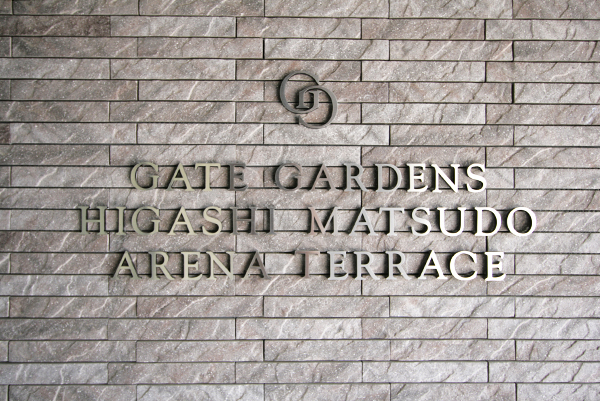 GATE GARDENS
HIGASHI MATSUDO
ARENA TERRACE